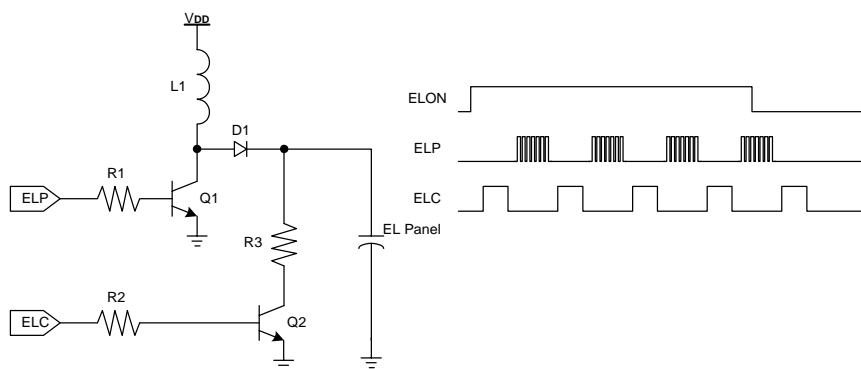 VDD
L1
D1
ELP
R1
Q1
R3
EL Panel
ELC
R2
Q2
ELON
ELP
ELC